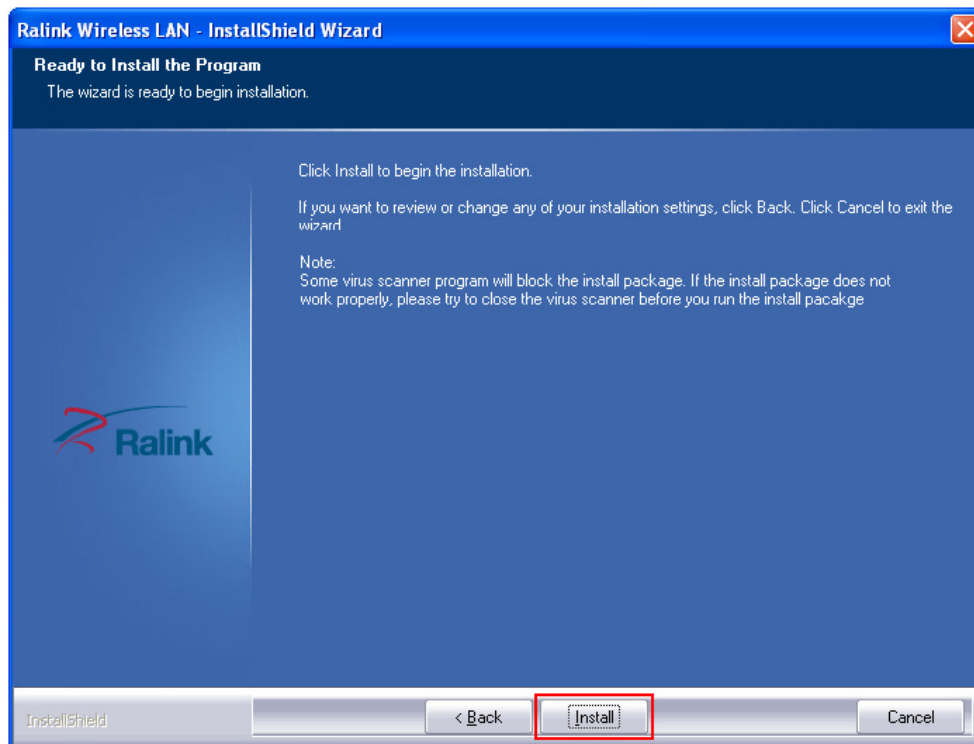 Ralink Wireless LAN - InstallShield Wizard
Ready to Install the Program
The wizard is ready to begin installation.
Click Install to begin the installation.
If you want to review or change any of your installation settings, click Back. Click Cancel to exit the
wizard
Note:
Some virus scanner program will block the install package. If the install package does not
work properly, please try to close the virus scanner before you run the install pacakge
Ralink
InstallShield
< Back
Install
Cancel